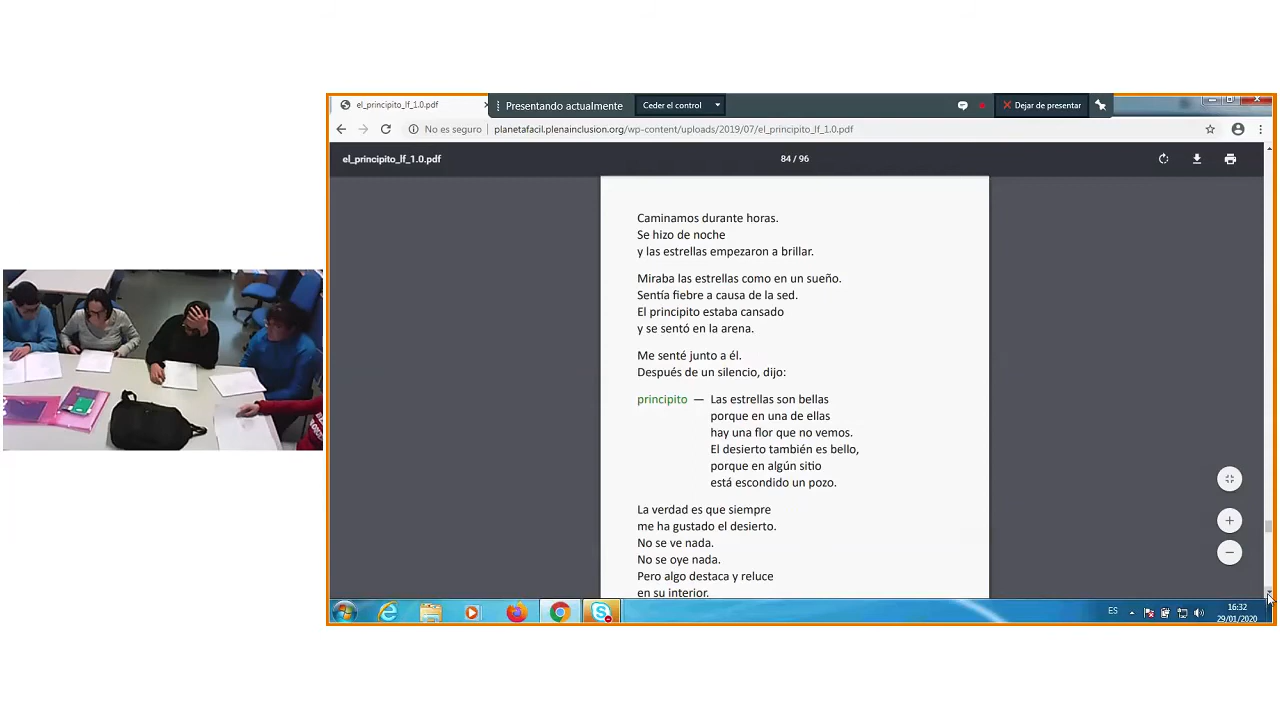 el_principito_lf_1.0.pdf
Presentando actualmente
Ceder el control
Dejar de presentar
No es seguro
planetafacil.plenainclusion.org/wp-content/uploads/2019/07/el_principito_lf_1.0.pdf
el_principito_lf_1.0.pdf
84 / 96
Caminamos durante horas.
Se hizo de noche
y las estrellas empezaron a brillar.
Miraba las estrellas como en un sueño.
Sentía fiebre a causa de la sed.
El principito estaba cansado
y se sentó en la arena.
Me senté junto a él.
Después de un silencio, dijo:
principito — Las estrellas son bellas
porque en una de ellas
hay una flor que no vemos.
El desierto también es bello,
porque en algún sitio
está escondido un pozo.
La verdad es que siempre
me ha gustado el desierto.
No se ve nada.
No se oye nada.
Pero algo destaca y reluce
en su interior.
ES
16:32
29/01/2020